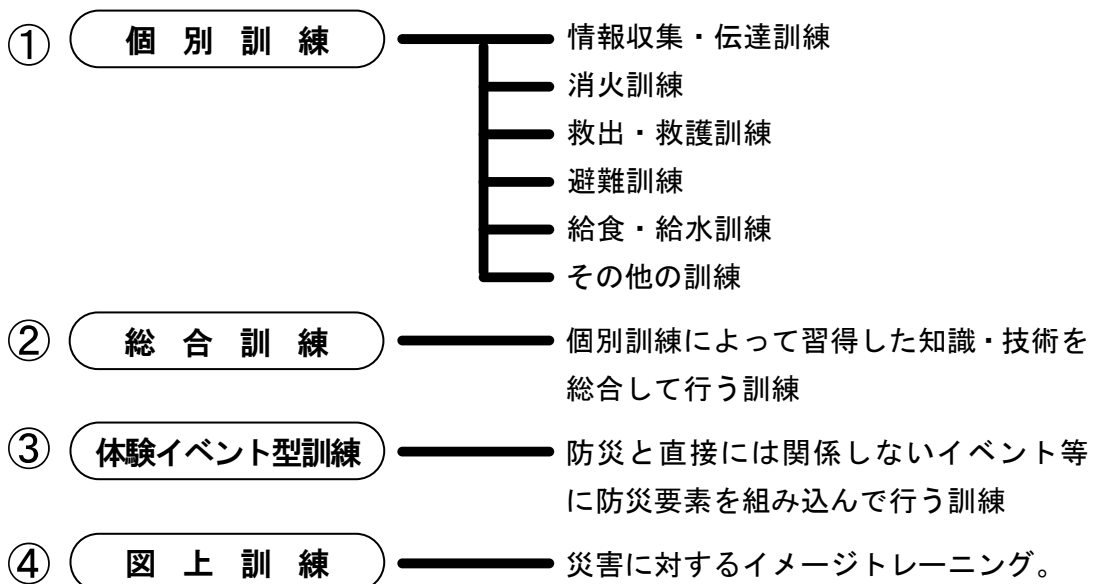 ① 個別訓練 情報収集・伝達訓練
消火訓練
救出・救護訓練
避難訓練
給食・給水訓練
その他の訓練
② 総合訓練 個別訓練によって習得した知識・技術を
総合して行う訓練
③ 体験イベント型訓練 防災と直接には関係しないイベント等
に防災要素を組み込んで行う訓練
④ 図上訓練 災害に対するイメージトレーニング。